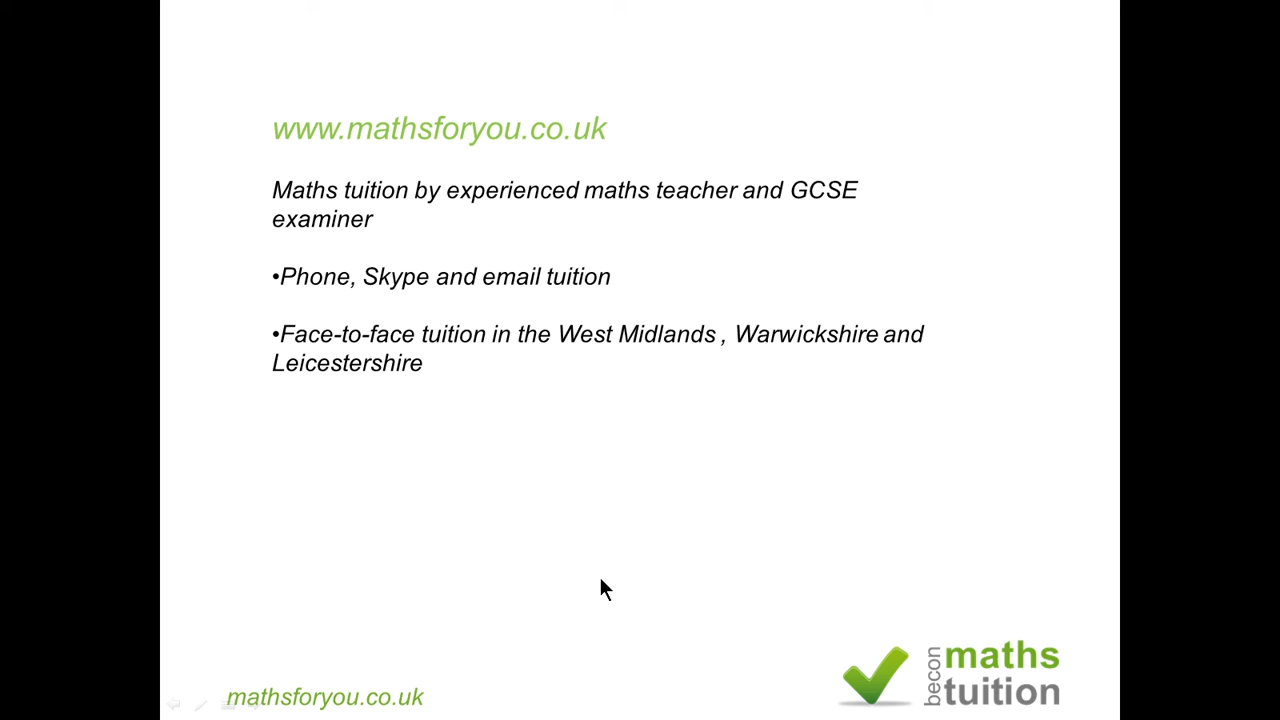 www.mathsforyou.co.uk
Maths tuition by experienced maths teacher and GCSE
examiner
•Phone, Skype and email tuition
•Face-to-face tuition in the West Midlands , Warwickshire and
Leicestershire
mathsforyou.co.uk
becon
maths
tuition